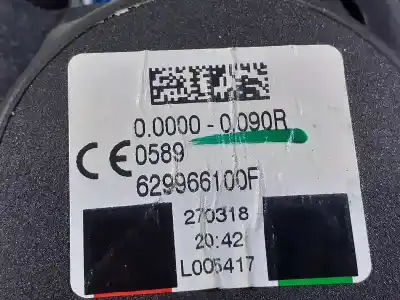 0.0000 - 0.090R
CE 0589
629966100F
270318
20:42
L005417